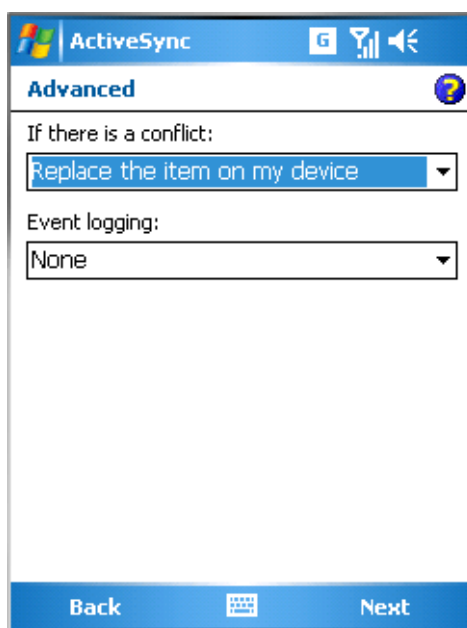 ActiveSync G
Advanced ?
If there is a conflict:
Replace the item on my device
Event logging:
None
Back Next